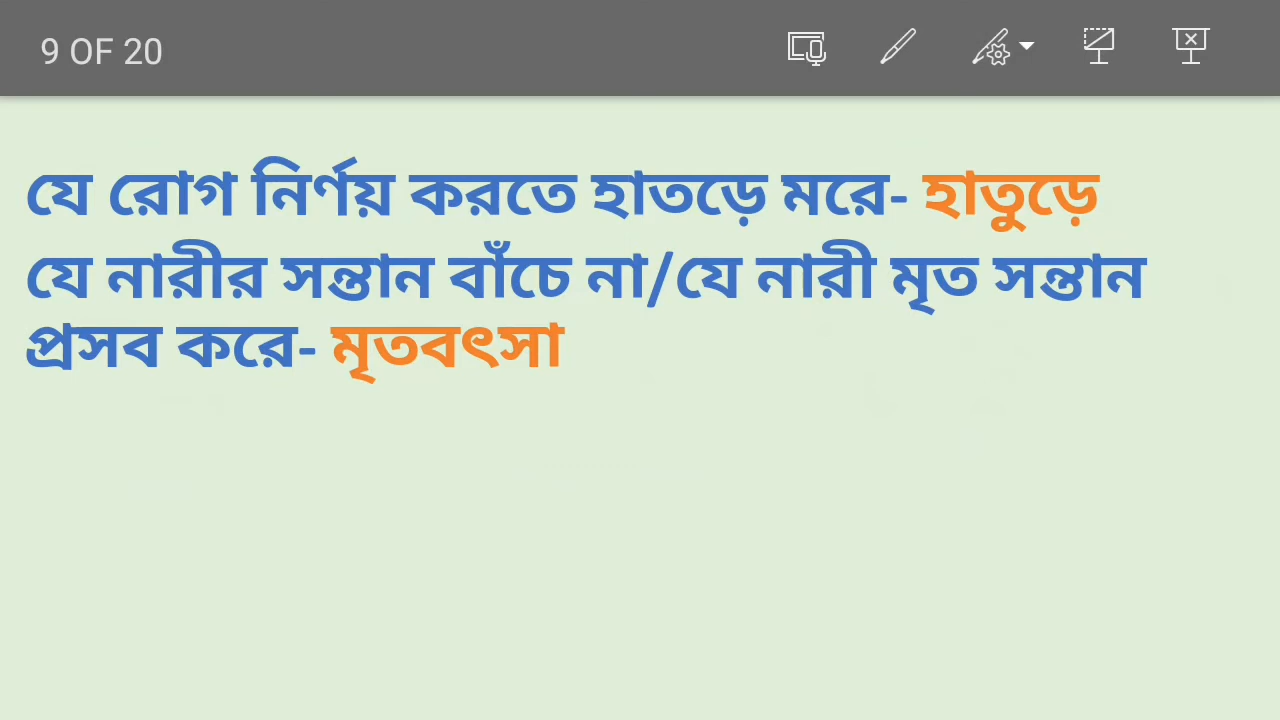 9 OF 20
যে রোগ নির্ণয় করতে হাতড়ে মরে- হাতুড়ে
যে নারীর সন্তান বাঁচে না/যে নারী মৃত সন্তান
প্রসব করে- মৃতবৎসা